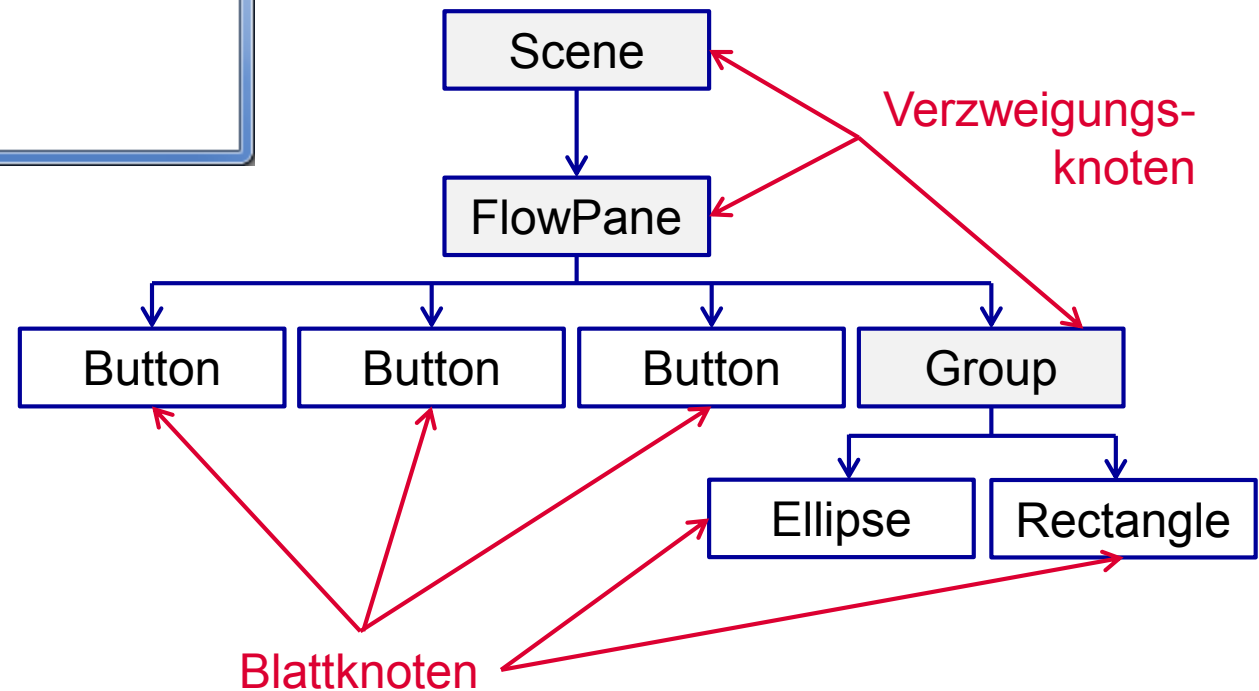 Scene
Verzweigungs-
knoten
FlowPane
Button
Button
Button
Group
Ellipse
Rectangle
Blattknoten